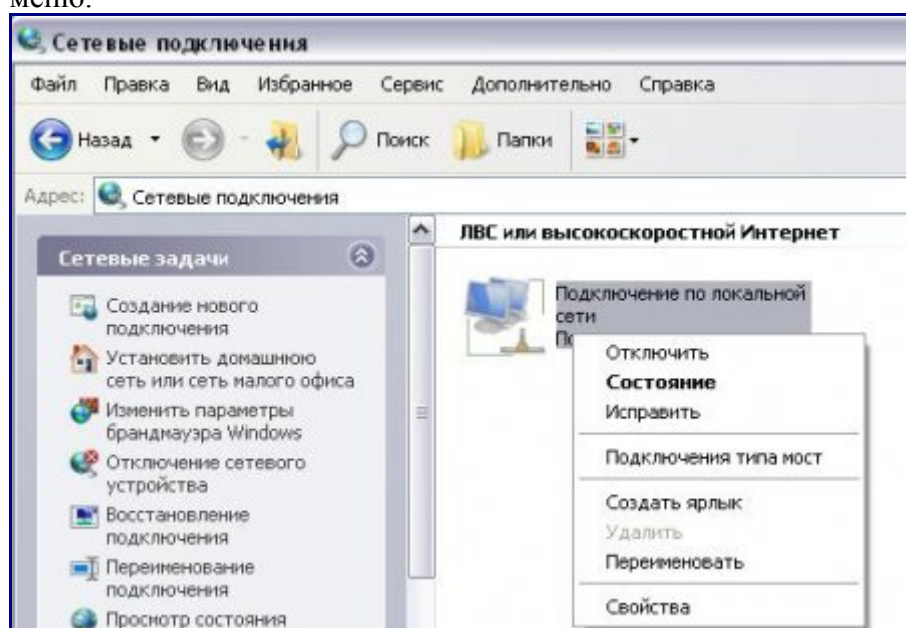 меню.
Сетевые подключения
Файл Правка Вид Избранное Сервис Дополнительно Справка
Назад Поиск Папки
Адрес: Сетевые подключения
Сетевые задачи
Создание нового
подключения
Установить домашнюю
сеть или сеть малого офиса
Изменить параметры
брандмауэра Windows
Отключение сетевого
устройства
Восстановление
подключения
Переименование
подключения
Просмотр состояния
ЛВС или высокоскоростной Интернет
Подключение по локальной
сети
Отключить
Состояние
Исправить
Подключения типа мост
Создать ярлык
Удалить
Переименовать
Свойства